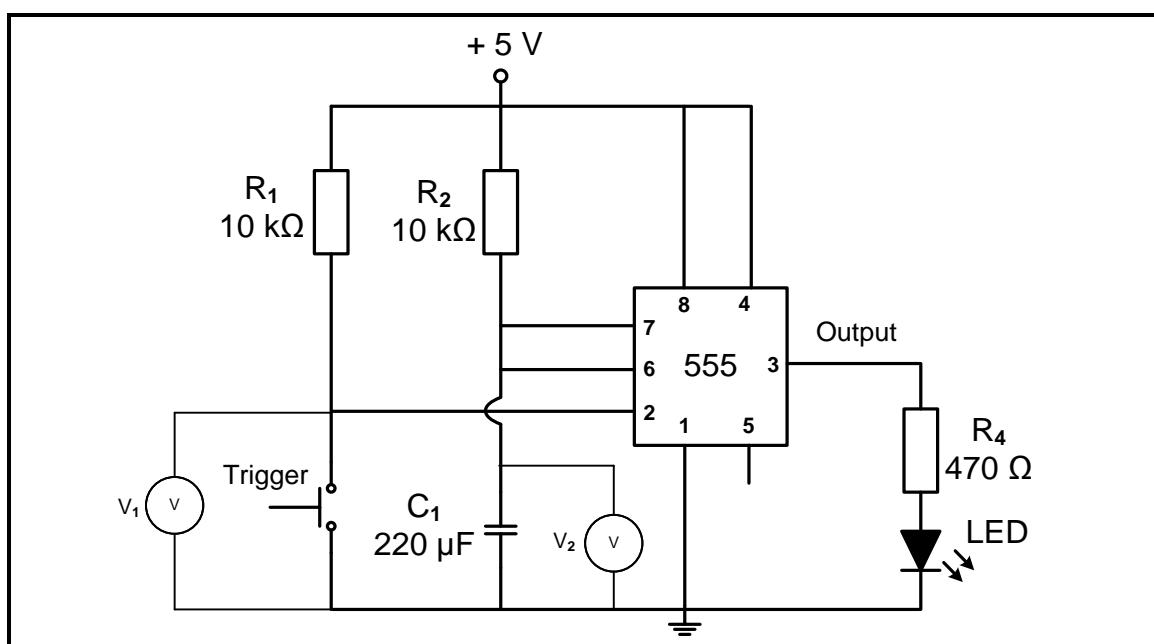 + 5 V
R1
10 kΩ
R2
10 kΩ
8
4
7
6
555
3
Output
2
1
5
R4
470 Ω
Trigger
V1
V
C1
220 µF
V2
V
LED